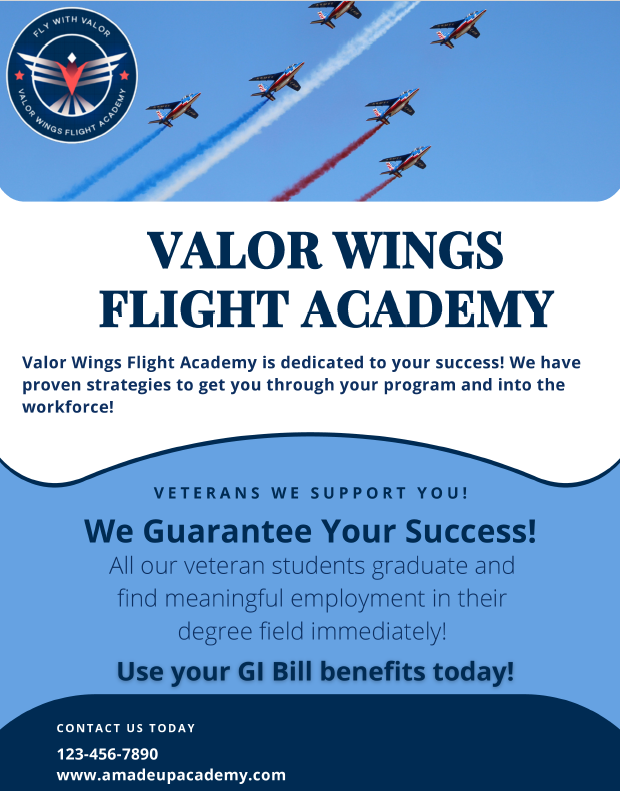 FLY WITH VALOR
VALOR WINGS FLIGHT ACADEMY
VALOR WINGS
FLIGHT ACADEMY
Valor Wings Flight Academy is dedicated to your success! We have
proven strategies to get you through your program and into the
workforce!
VETERANS WE SUPPORT YOU!
We Guarantee Your Success!
All our veteran students graduate and
find meaningful employment in their
degree field immediately!
Use your GI Bill benefits today!
CONTACT US TODAY
123-456-7890
www.amadeupacademy.com